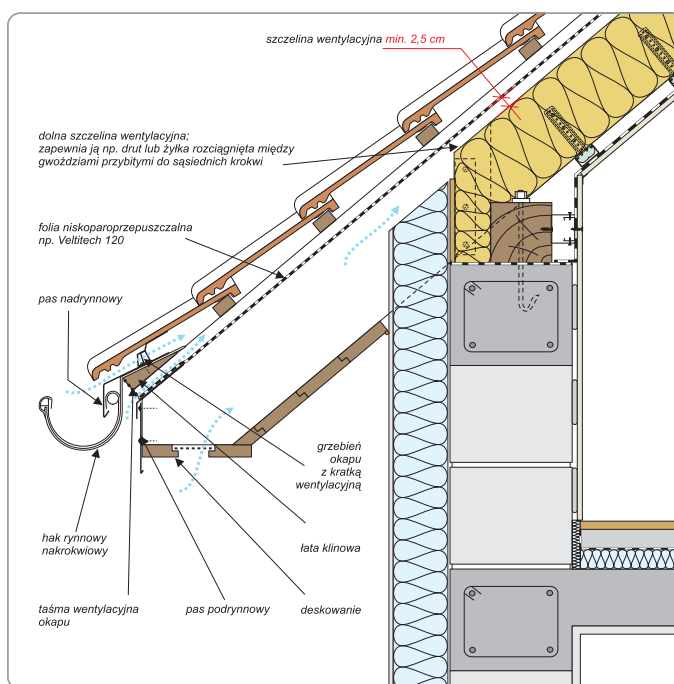 szczelina wentylacyjna min. 2,5 cm
dolna szczelina wentylacyjna;
zapewnia ją np. drut lub żyłka rozciągnięta między
gwoździami przybitymi do sąsiednich krokwi
folia niskoparoprzepuszczalna
np. Veltitech 120
pas nadrynnowy
grzebień
okapu
z kratką
wentylacyjną
hak rynnowy
nakrokwiowy
łata klinowa
taśma wentylacyjna
okapu
pas podrynnowy
deskowanie